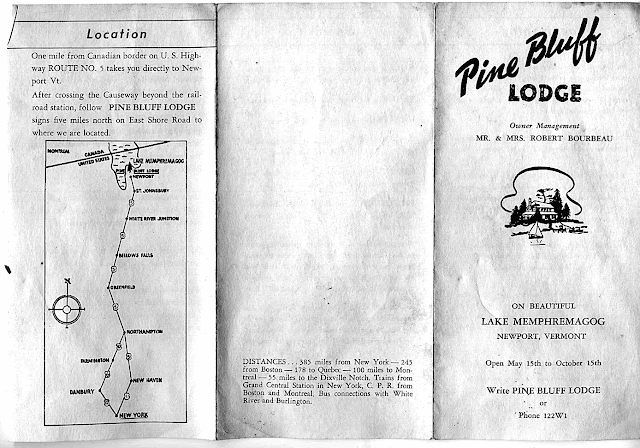 Location
One mile from Canadian border on U. S. High-
way ROUTE NO. 5 takes you directly to New-
port Vt.
After crossing the Causeway beyond the rail-
road station, follow PINE BLUFF LODGE
signs five miles north on East Shore Road to
where we are located.
MONTREAL
CANADA
UNITED STATES
LAKE MEMPHREMAGOG
PINE BLUFF LODGE
NEWPORT
ST. JOHNSBURY
WHITE RIVER JUNCTION
BELLOWS FALLS
GREENFIELD
NORTHAMPTON
FARMINGTON
NEW HAVEN
DANBURY
NEW YORK
DISTANCES . . . 385 miles from New York — 245
from Boston — 178 to Quebec — 100 miles to Mon-
treal — 55 miles to the Dixville Notch. Trains from
Grand Central Station in New York, C. P. R. from
Boston and Montreal. Bus connections with White
River and Burlington.
Pine Bluff
LODGE
Owner Management
MR. & MRS. ROBERT BOURBEAU
ON BEAUTIFUL
LAKE MEMPHREMAGOG
NEWPORT, VERMONT
Open May 15th to October 15th
Write PINE BLUFF LODGE
or
Phone 122W1